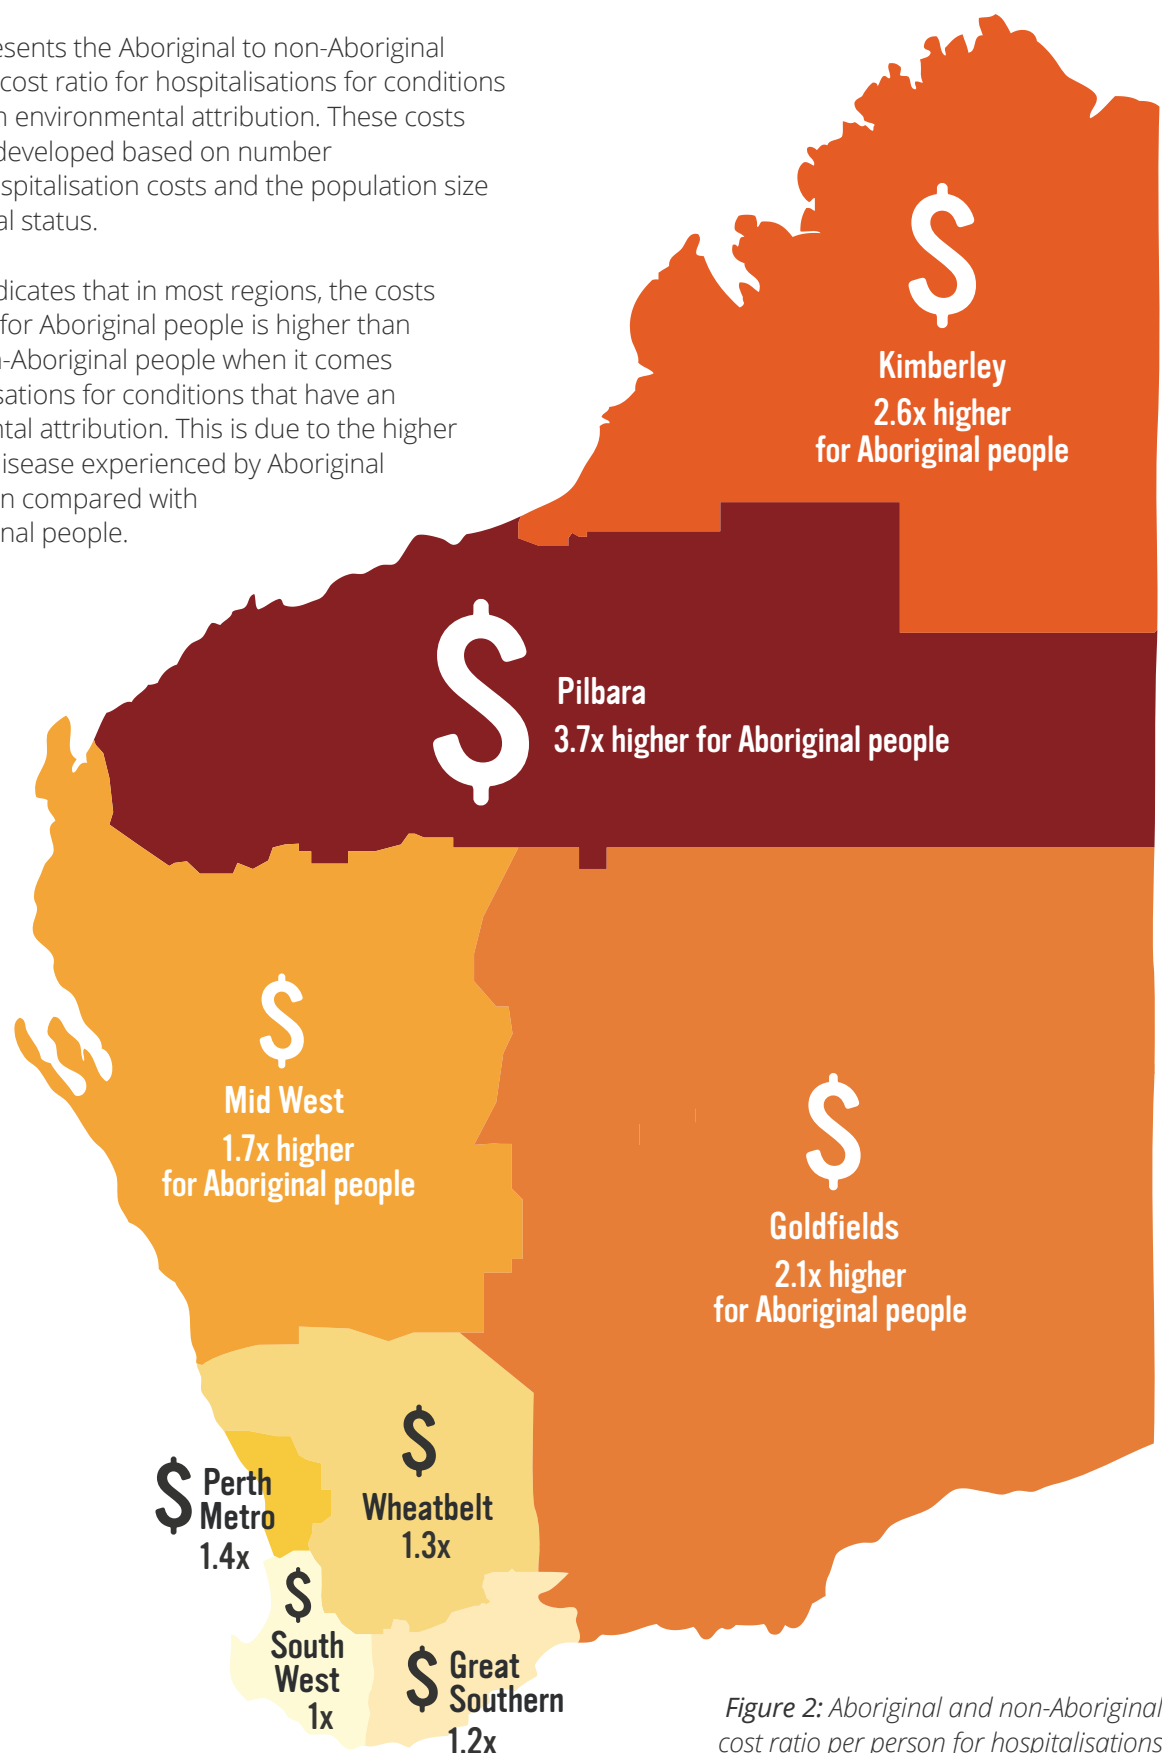 esents the Aboriginal to non-Aboriginal
cost ratio for hospitalisations for conditions
n environmental attribution. These costs
developed based on number
spitalisation costs and the population size
al status.
dicates that in most regions, the costs
for Aboriginal people is higher than
-Aboriginal people when it comes
sations for conditions that have an
ntal attribution. This is due to the higher
disease experienced by Aboriginal
n compared with
nal people.
$
Kimberley
2.6x higher
for Aboriginal people
$
Pilbara
3.7x higher for Aboriginal people
$
Mid West
1.7x higher
for Aboriginal people
$
Goldfields
2.1x higher
for Aboriginal people
$
Perth
Metro
1.4x
$
Wheatbelt
1.3x
$
South
West
1x
$
Great
Southern
1.2x
Figure 2: Aboriginal and non-Aboriginal
cost ratio per person for hospitalisations